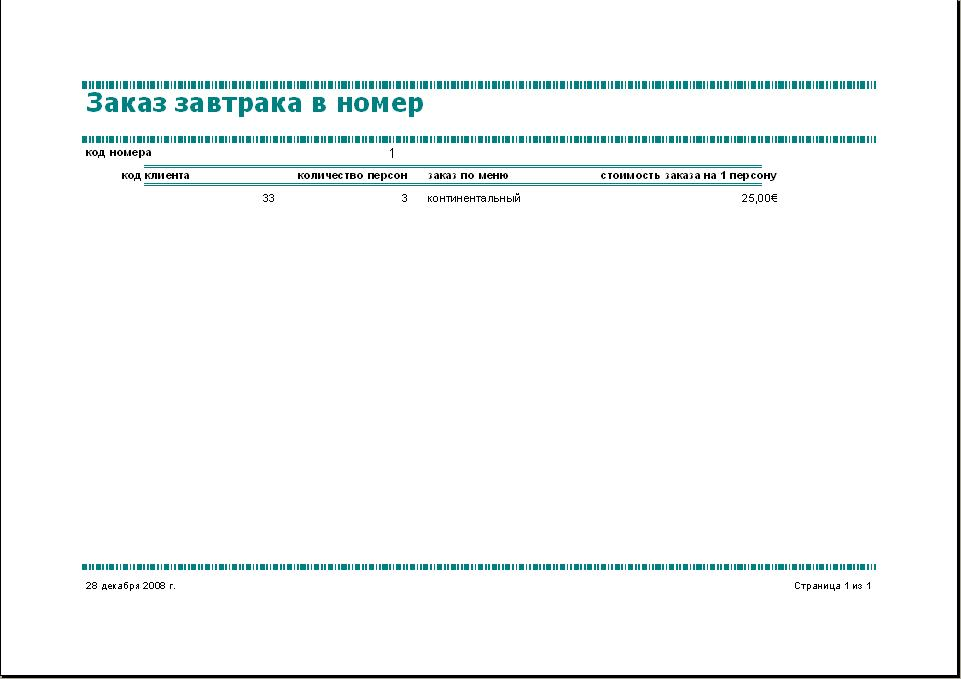 Заказ завтрака в номер
код номера 1
код клиента количество персон заказ по меню стоимость заказа на 1 персону
33 3 континентальный 25,00€
28 декабря 2008 г. Страница 1 из 1